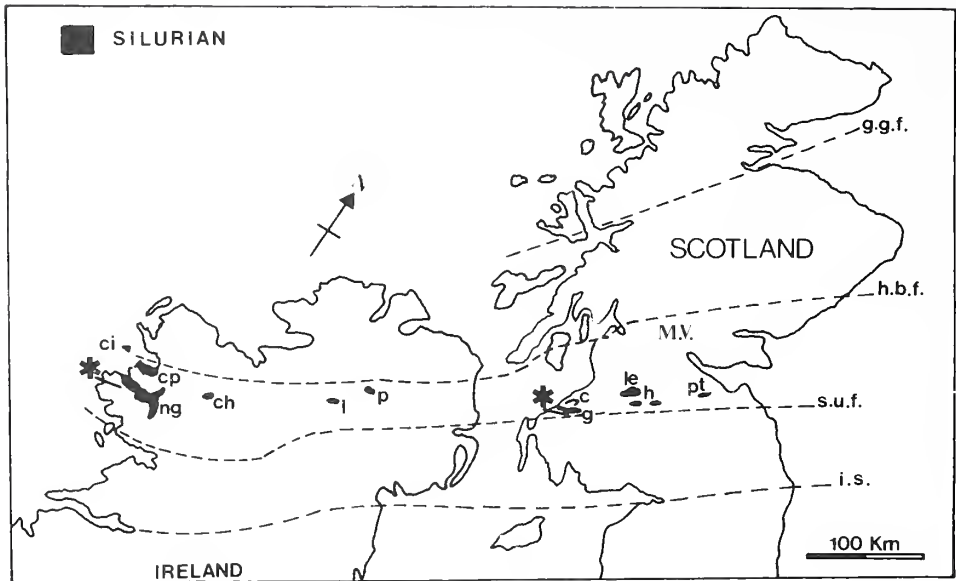 SILURIAN
g.g.f.
SCOTLAND
h.b.f.
M.V.
ci
cp
ng
ch
l
p
c
g
le
h
pt
s.u.f.
i.s.
100 Km
IRELAND